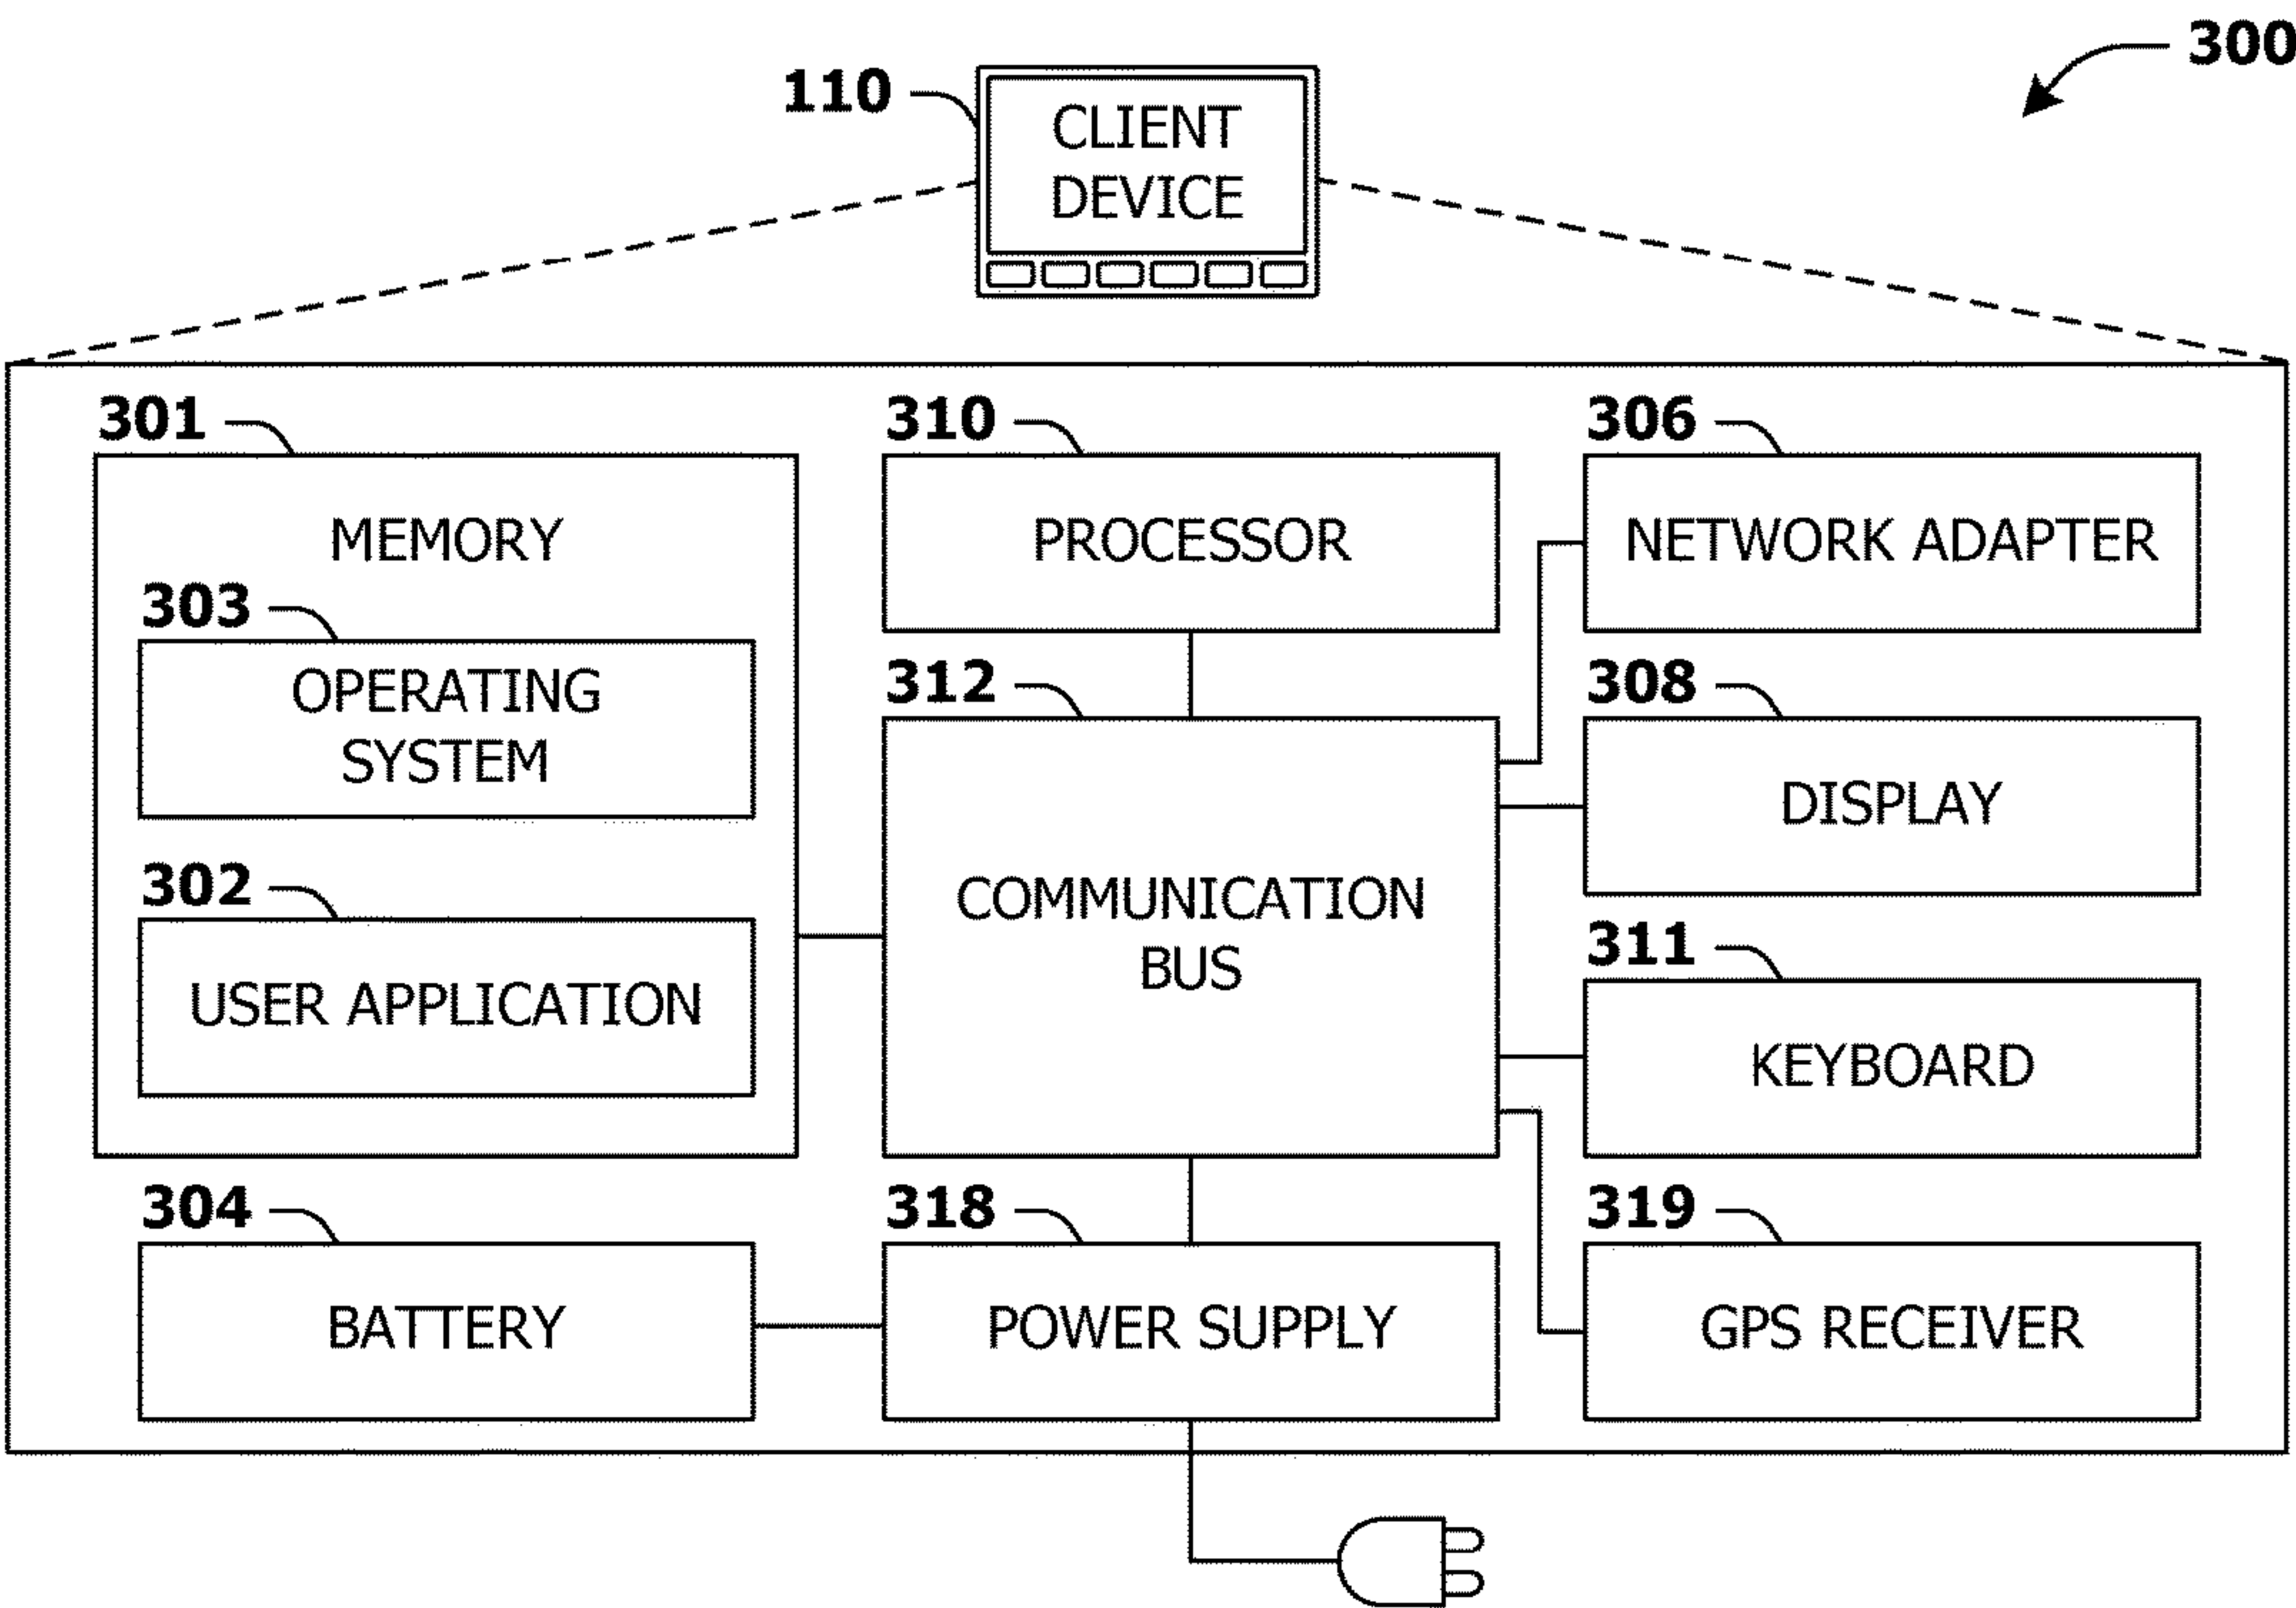 300
110
CLIENT
DEVICE
301
310
306
MEMORY
PROCESSOR
NETWORK ADAPTER
303
OPERATING
SYSTEM
312
308
DISPLAY
302
USER APPLICATION
COMMUNICATION
BUS
311
KEYBOARD
304
318
319
BATTERY
POWER SUPPLY
GPS RECEIVER